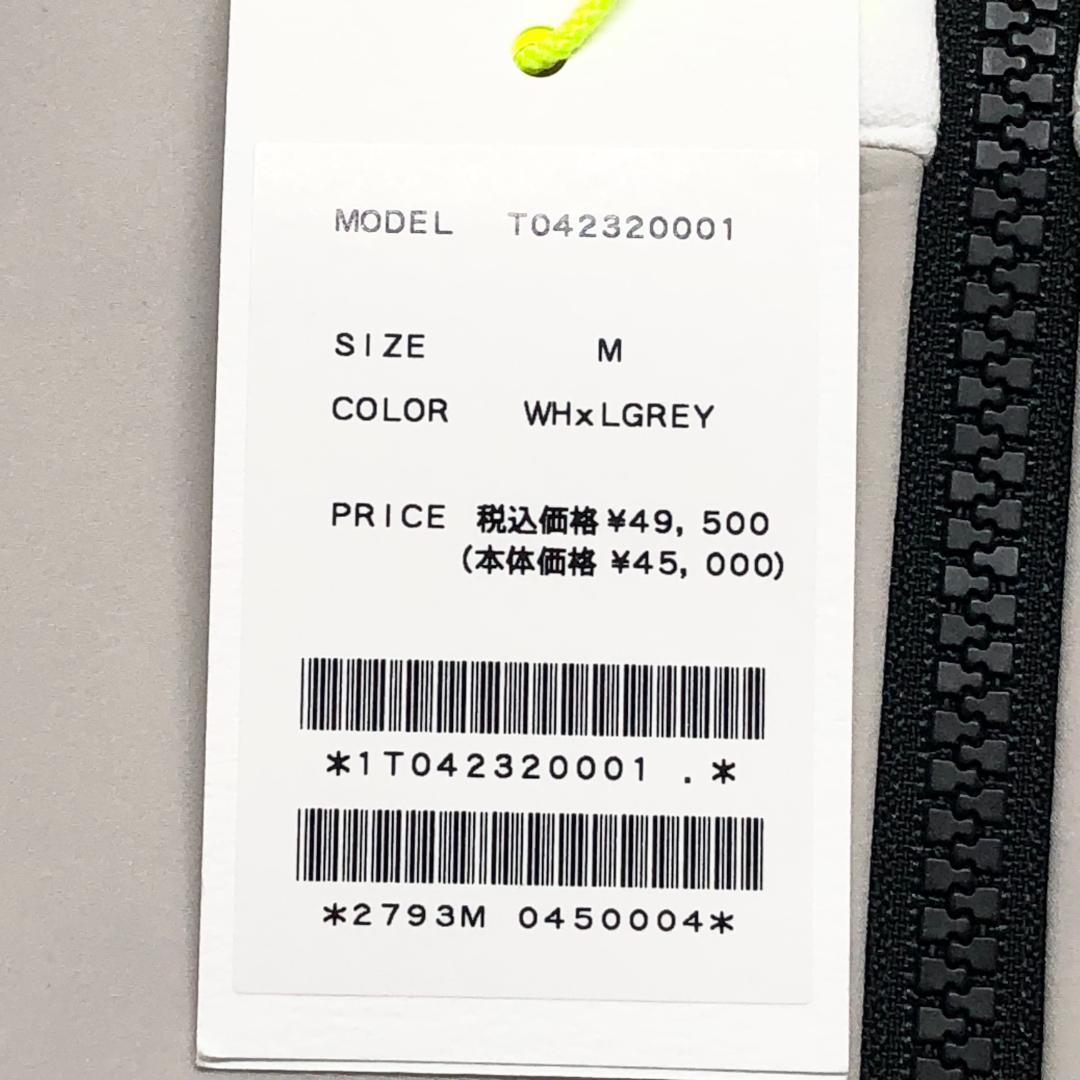 MODEL T042320001
SIZE M
COLOR WHxLGREY
PRICE 税込価格 ¥49, 500
(本体価格 ¥45, 000)
*1T042320001 .*
*2793M 0450004*